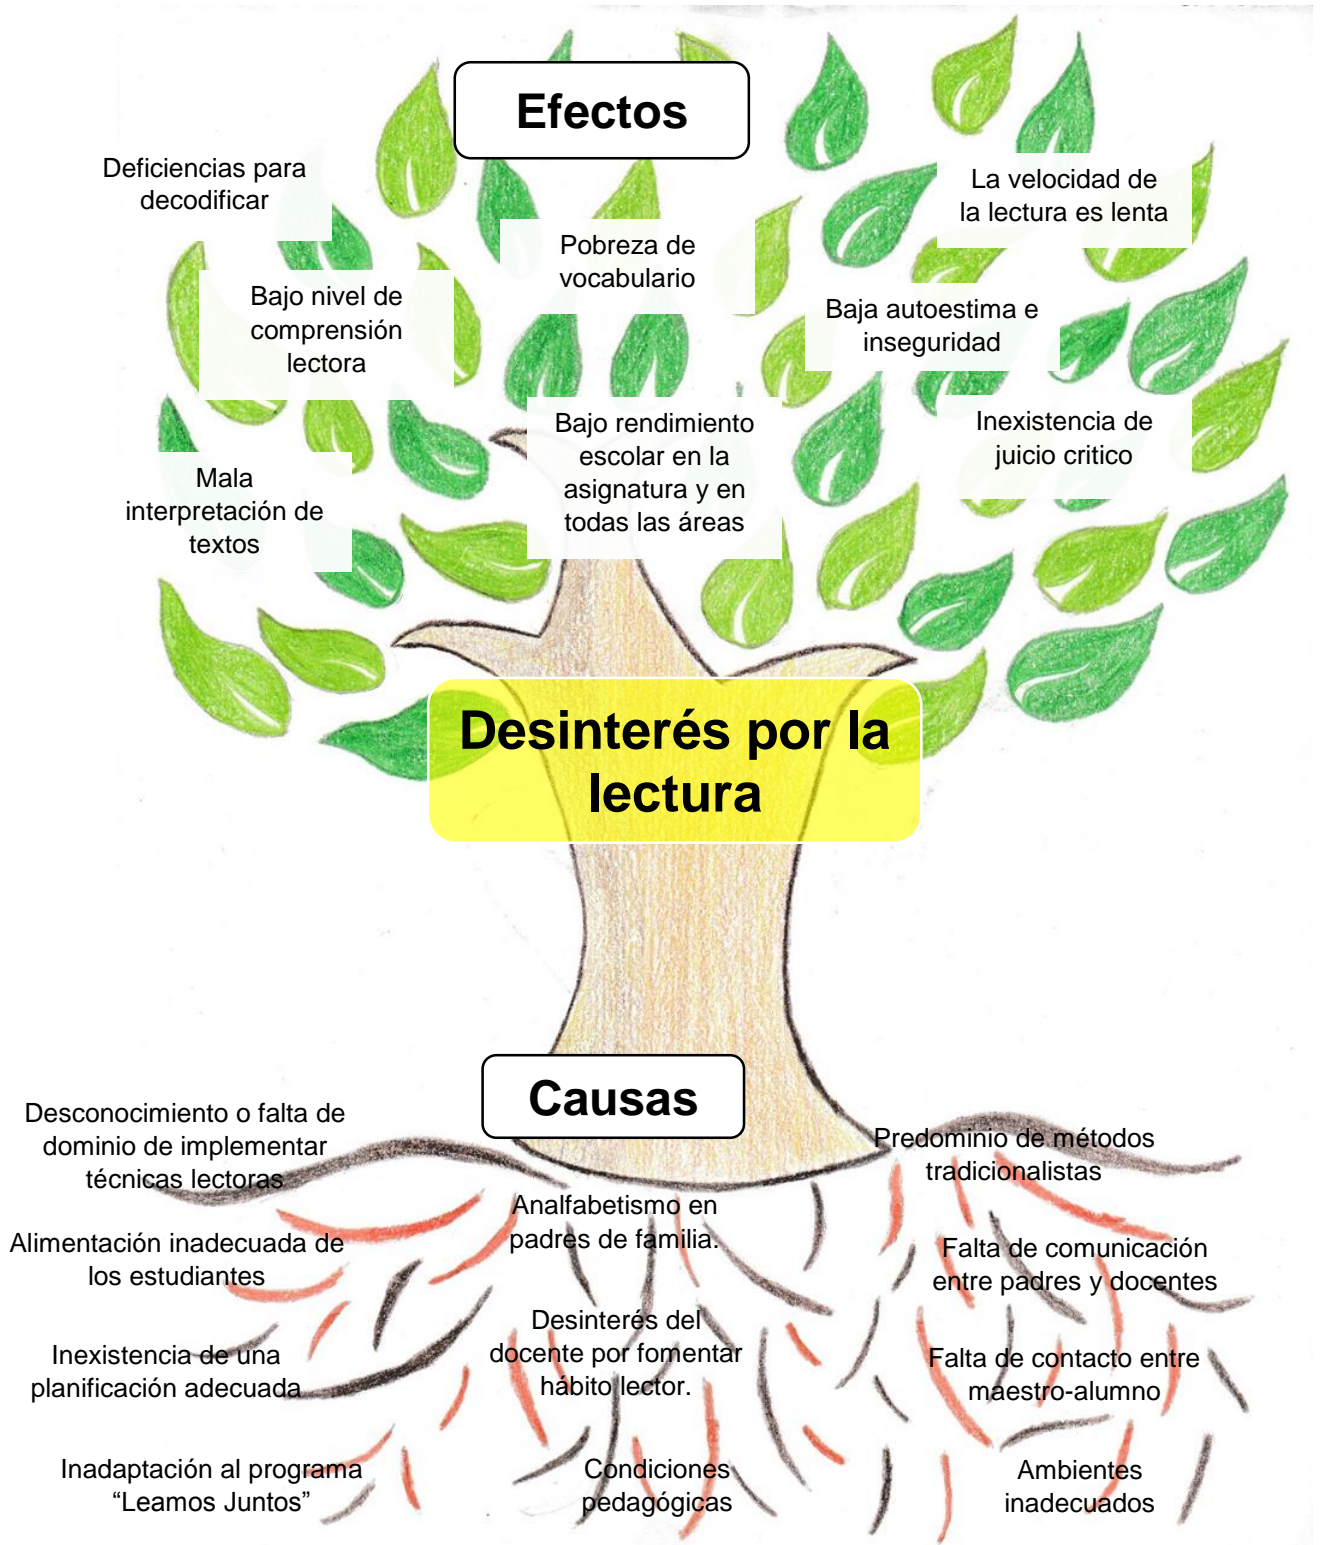 Efectos
Deficiencias para
decodificar
La velocidad de
la lectura es lenta
Pobreza de
vocabulario
Bajo nivel de
comprensión
lectora
Baja autoestima e
inseguridad
Bajo rendimiento
escolar en la
asignatura y en
todas las áreas
Inexistencia de
juicio critico
Mala
interpretación de
textos
Desinterés por la
lectura
Causas
Desconocimiento o falta de
dominio de implementar
técnicas lectoras
Predominio de métodos
tradicionalistas
Analfabetismo en
padres de familia.
Alimentación inadecuada de
los estudiantes
Falta de comunicación
entre padres y docentes
Desinterés del
docente por fomentar
hábito lector.
Inexistencia de una
planificación adecuada
Falta de contacto entre
maestro-alumno
Inadaptación al programa
“Leamos Juntos”
Condiciones
pedagógicas
Ambientes
inadecuados